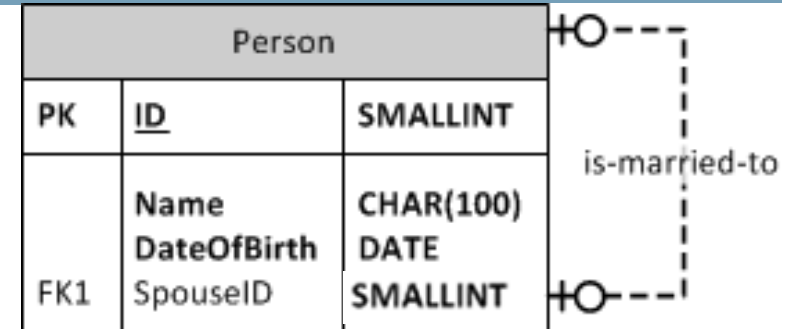 Person
PK ID SMALLINT
is-married-to
Name CHAR(100)
DateOfBirth DATE
FK1 SpouseID SMALLINT